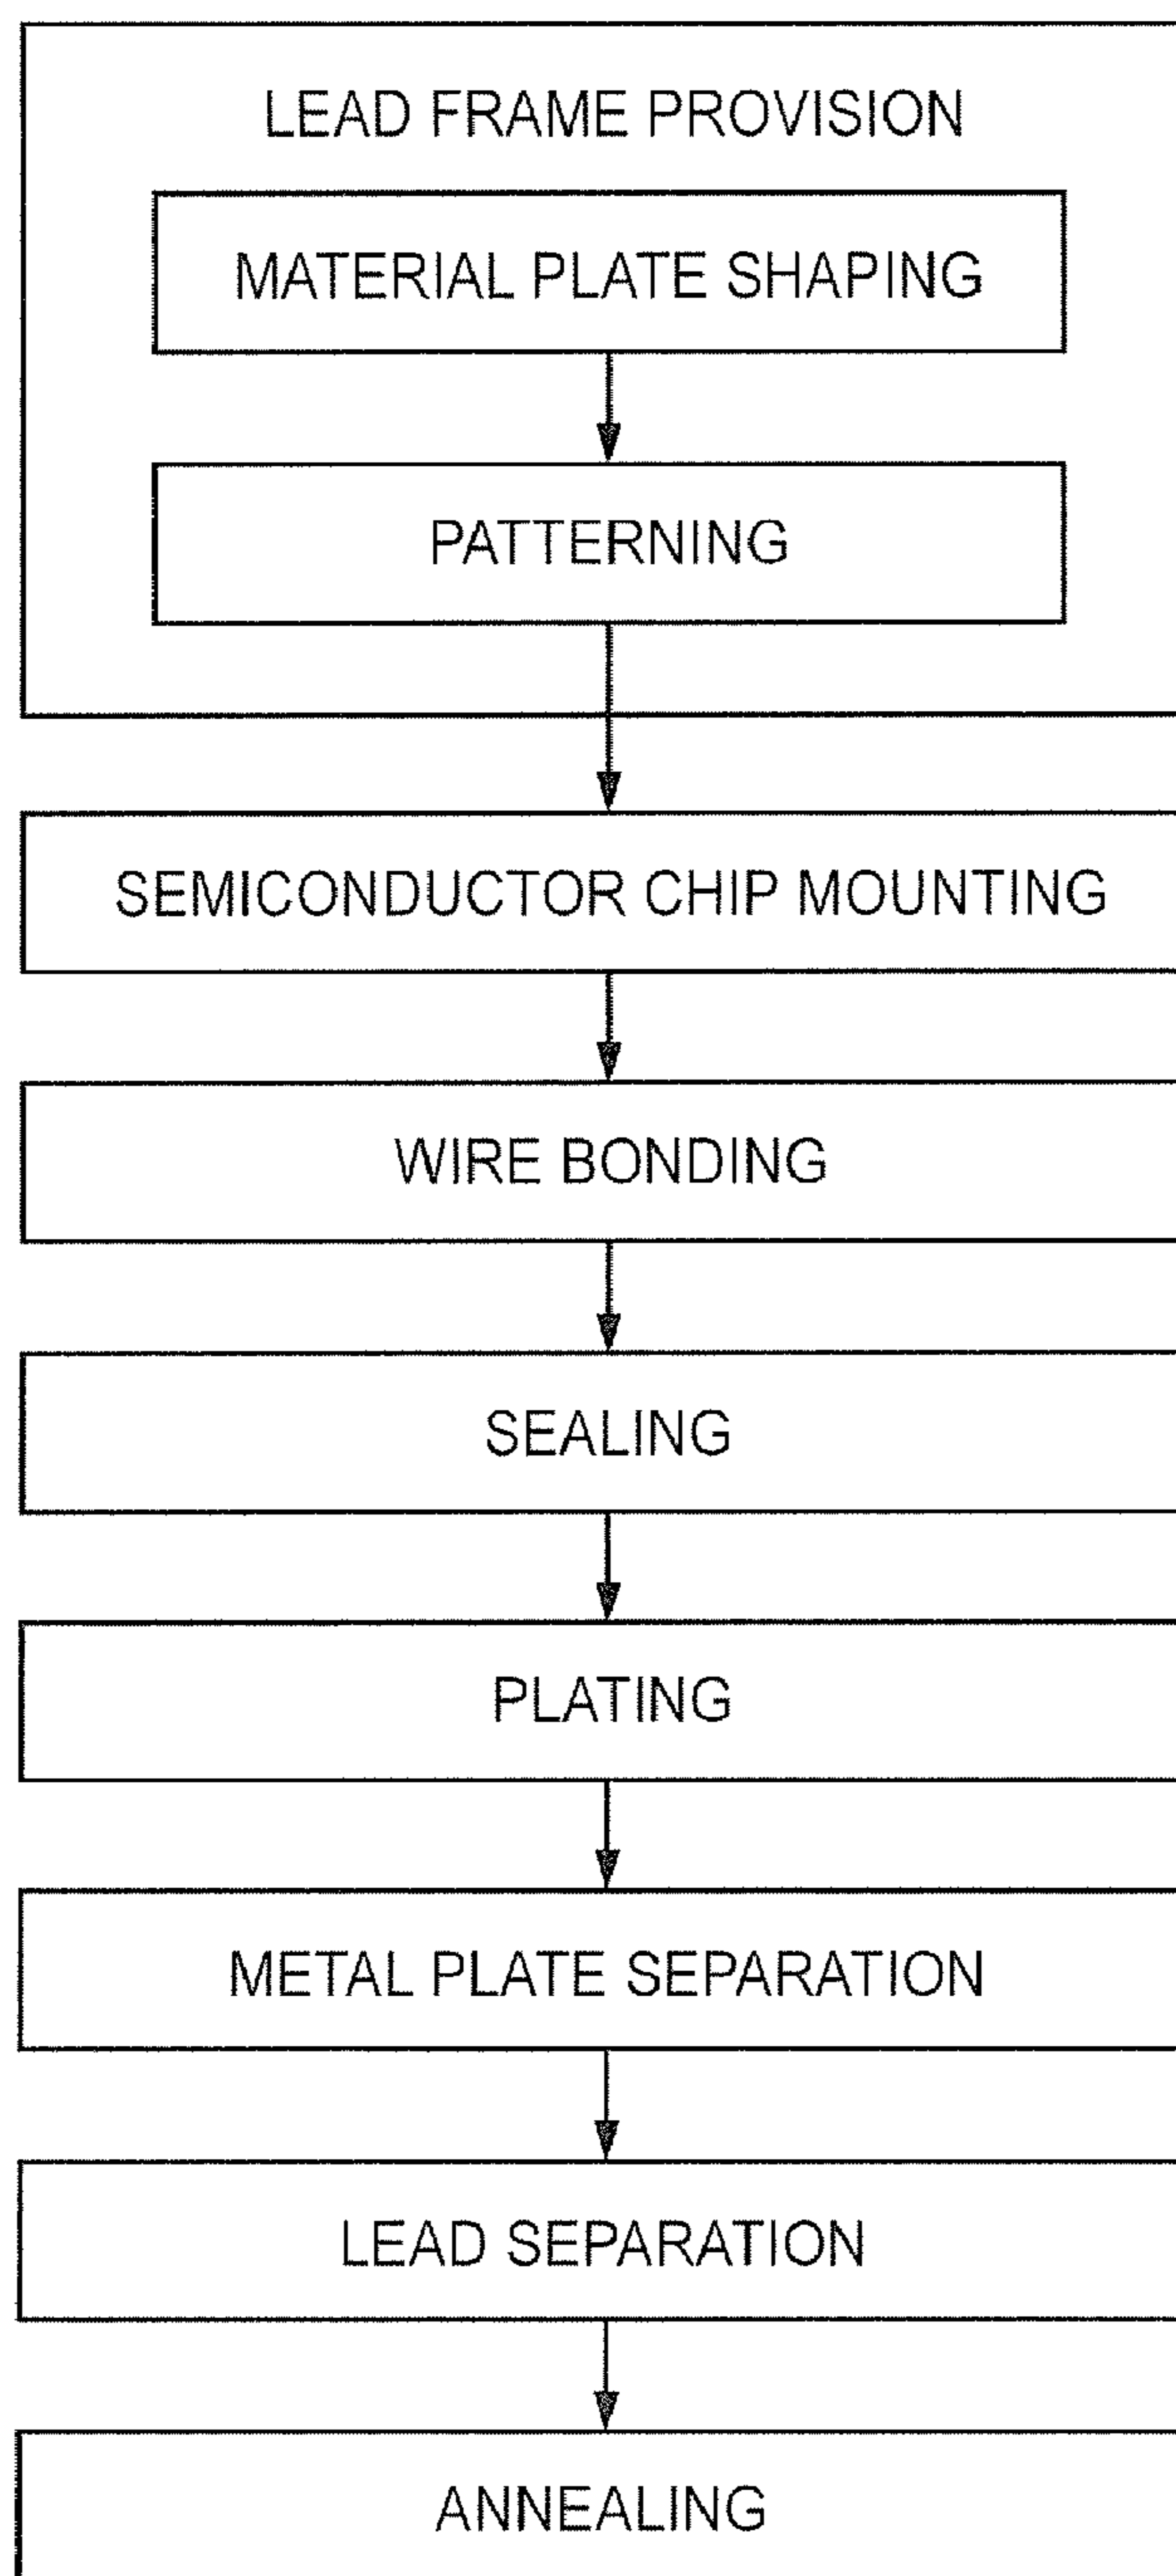 LEAD FRAME PROVISION
MATERIAL PLATE SHAPING
PATTERNING
SEMICONDUCTOR CHIP MOUNTING
WIRE BONDING
SEALING
PLATING
METAL PLATE SEPARATION
LEAD SEPARATION
ANNEALING